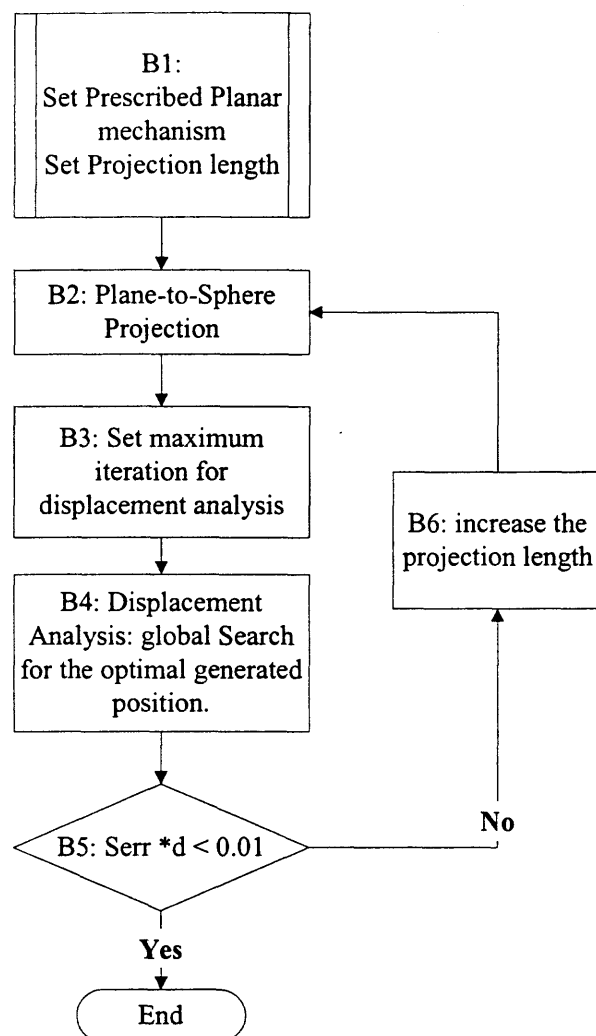 B1:
Set Prescribed Planar
mechanism
Set Projection length
B2: Plane-to-Sphere
Projection
B3: Set maximum
iteration for
displacement analysis
B6: increase the
projection length
B4: Displacement
Analysis: global Search
for the optimal generated
position.
B5: Serr *d < 0.01
No
Yes
End